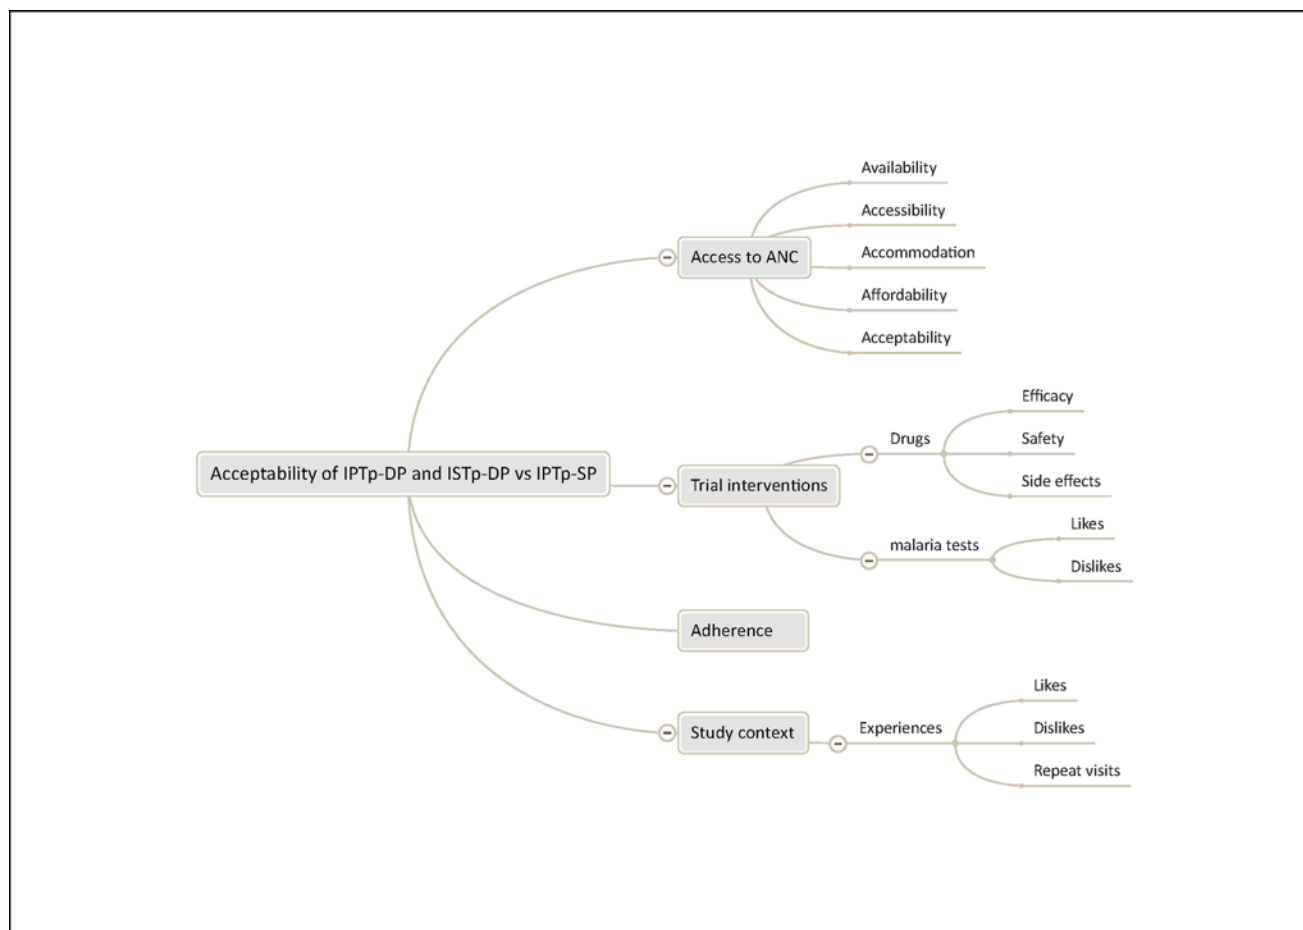 Availability
Accessibility
Access to ANC
Accommodation
Affordability
Acceptability
Efficacy
Drugs
Safety
Acceptability of IPTp-DP and ISTp-DP vs IPTp-SP
Trial interventions
Side effects
Likes
malaria tests
Dislikes
Adherence
Likes
Study context
Experiences
Dislikes
Repeat visits